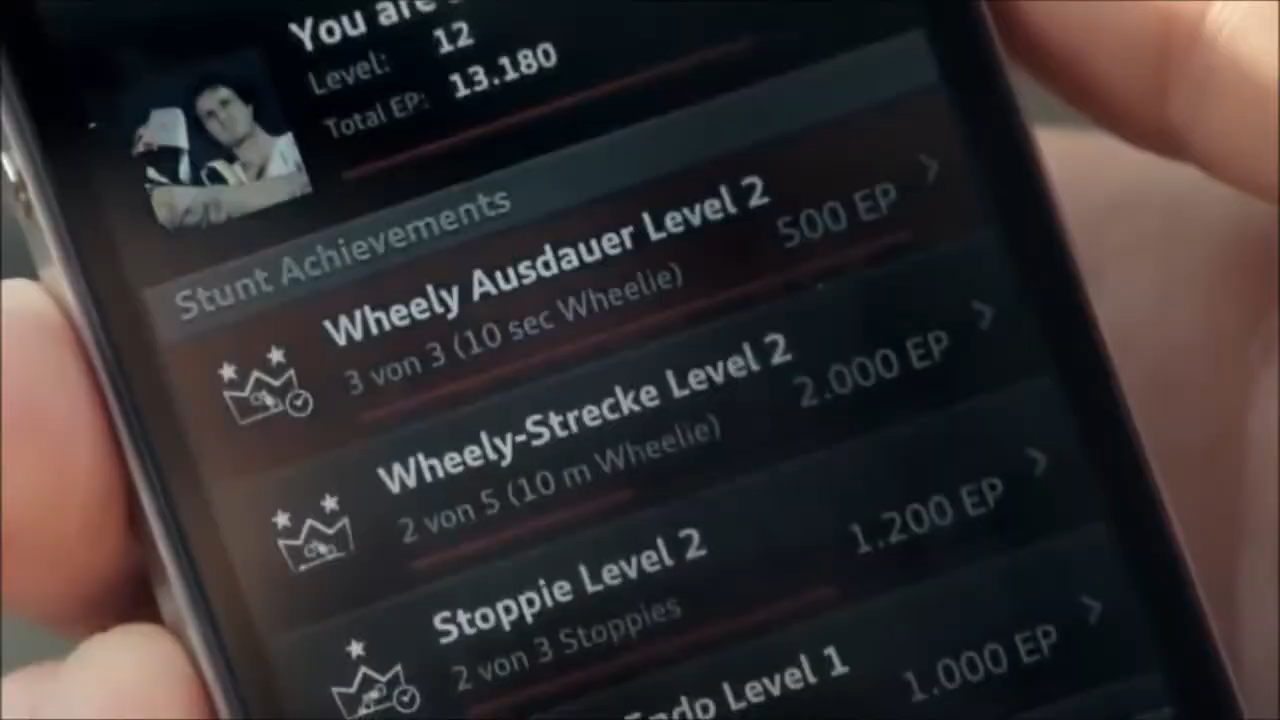 You are
Level: 12
Total EP: 13.180
Stunt Achievements
Wheely Ausdauer Level 2
3 von 3 (10 sec Wheelie)
500 EP
Wheely-Strecke Level 2
2 von 5 (10 m Wheelie)
2.000 EP
Stoppie Level 2
2 von 3 Stoppies
1.200 EP
Endo Level 1
1.000 EP